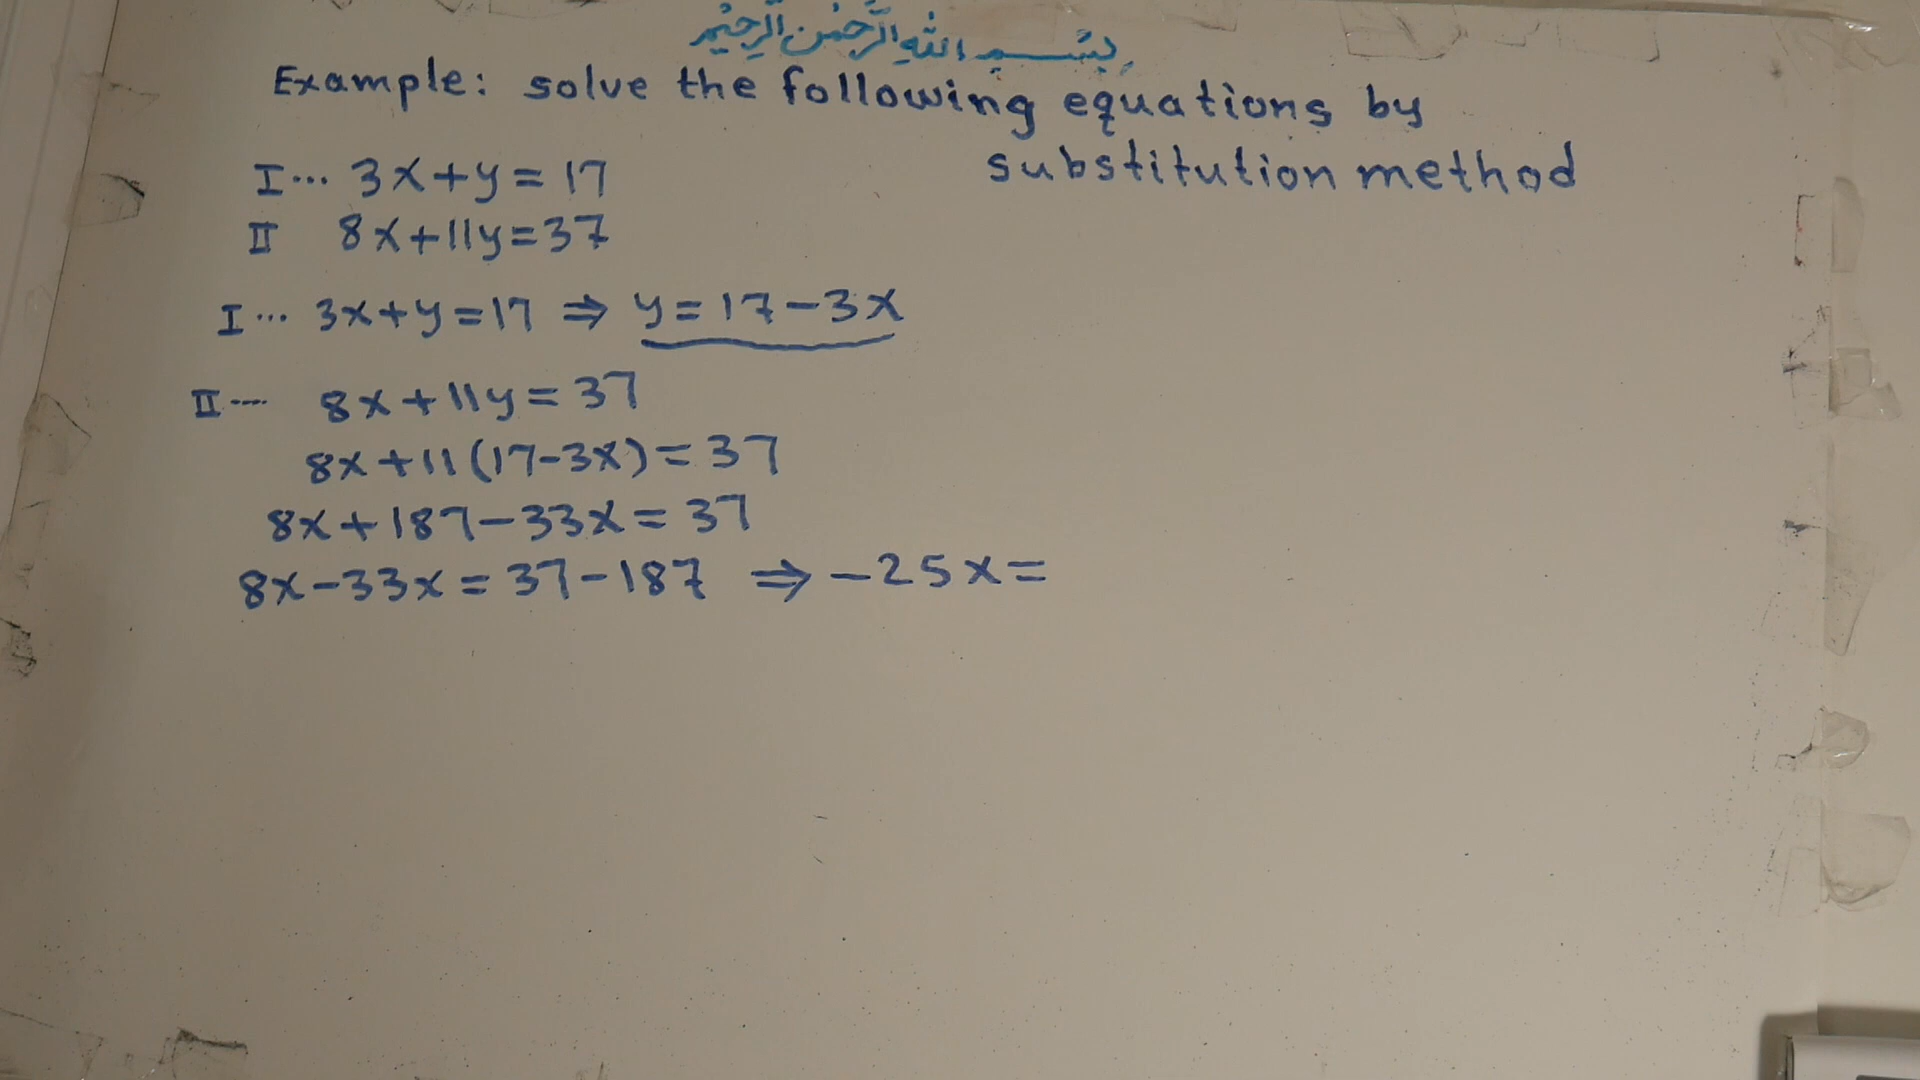 بِسْمِ اللهِ الرَّحْمٰنِ الرَّحِيْمِ
Example: solve the following equations by
substitution method
I... 3x+y=17
II 8x+11y=37
I... 3x+y=17 ⇒ y=17-3x
II.... 8x+11y=37
8x+11(17-3x)=37
8x+187-33x=37
8x-33x=37-187 ⇒ -25x=